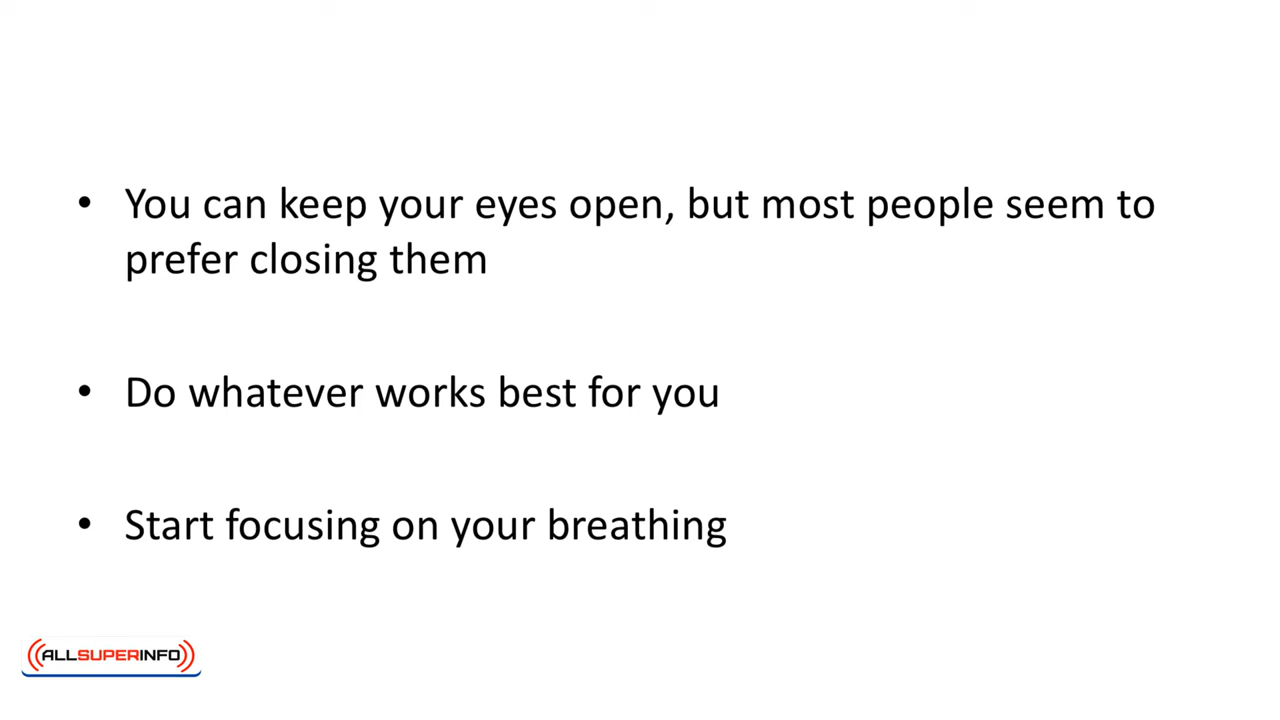 • You can keep your eyes open, but most people seem to
prefer closing them
• Do whatever works best for you
• Start focusing on your breathing
((ALLSUPERINFO))